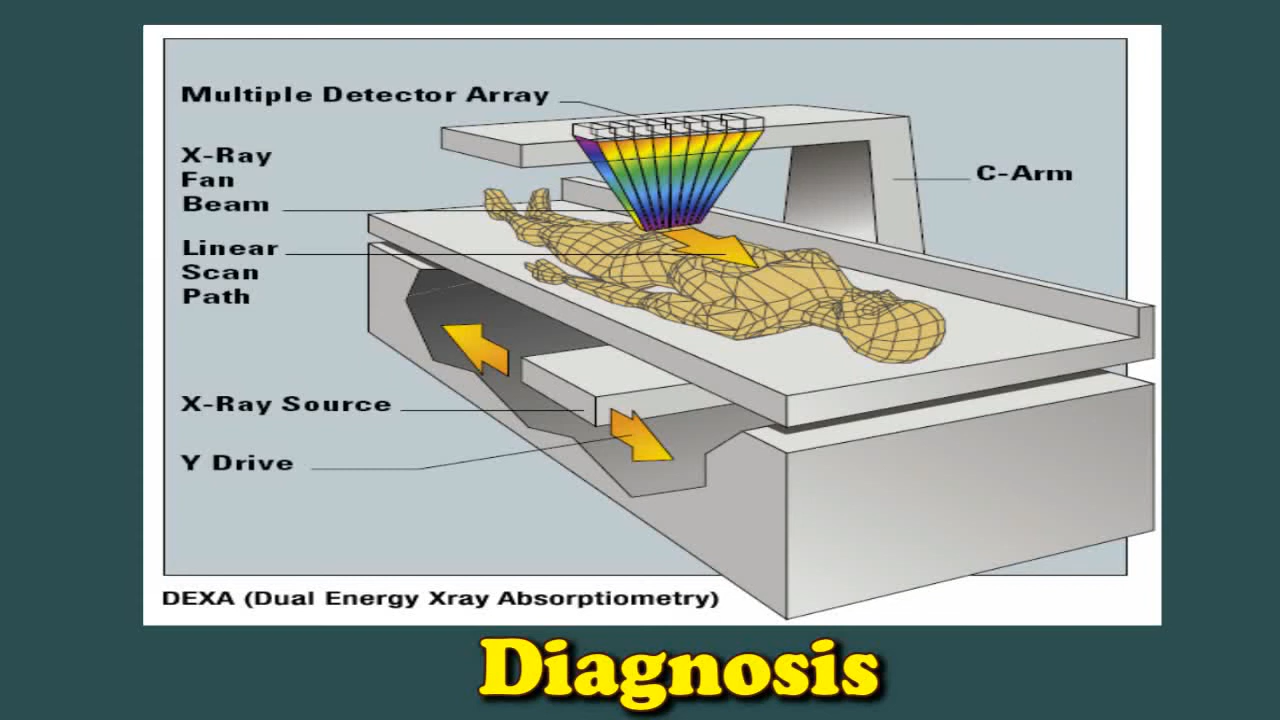 Multiple Detector Array
X-Ray
Fan
Beam
C-Arm
Linear
Scan
Path
X-Ray Source
Y Drive
DEXA (Dual Energy Xray Absorptiometry)
Diagnosis